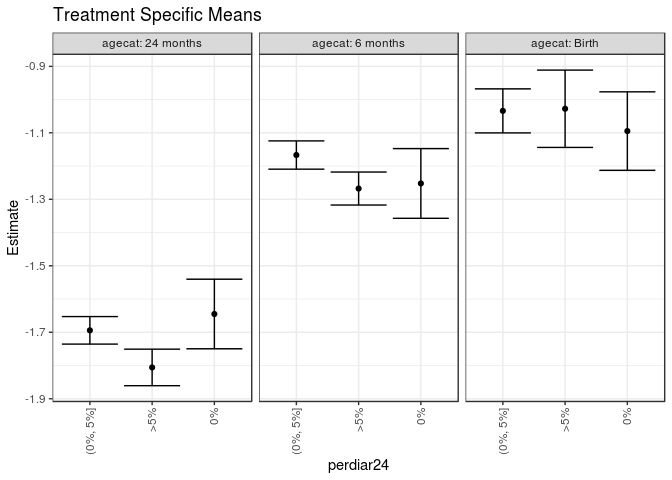 Treatment Specific Means
agecat: 24 months
agecat: 6 months
agecat: Birth
-0.9
-1.1
-1.3
-1.5
-1.7
-1.9
Estimate
(0%, 5%]
>5%
0%
(0%, 5%]
>5%
0%
(0%, 5%]
>5%
0%
perdiar24